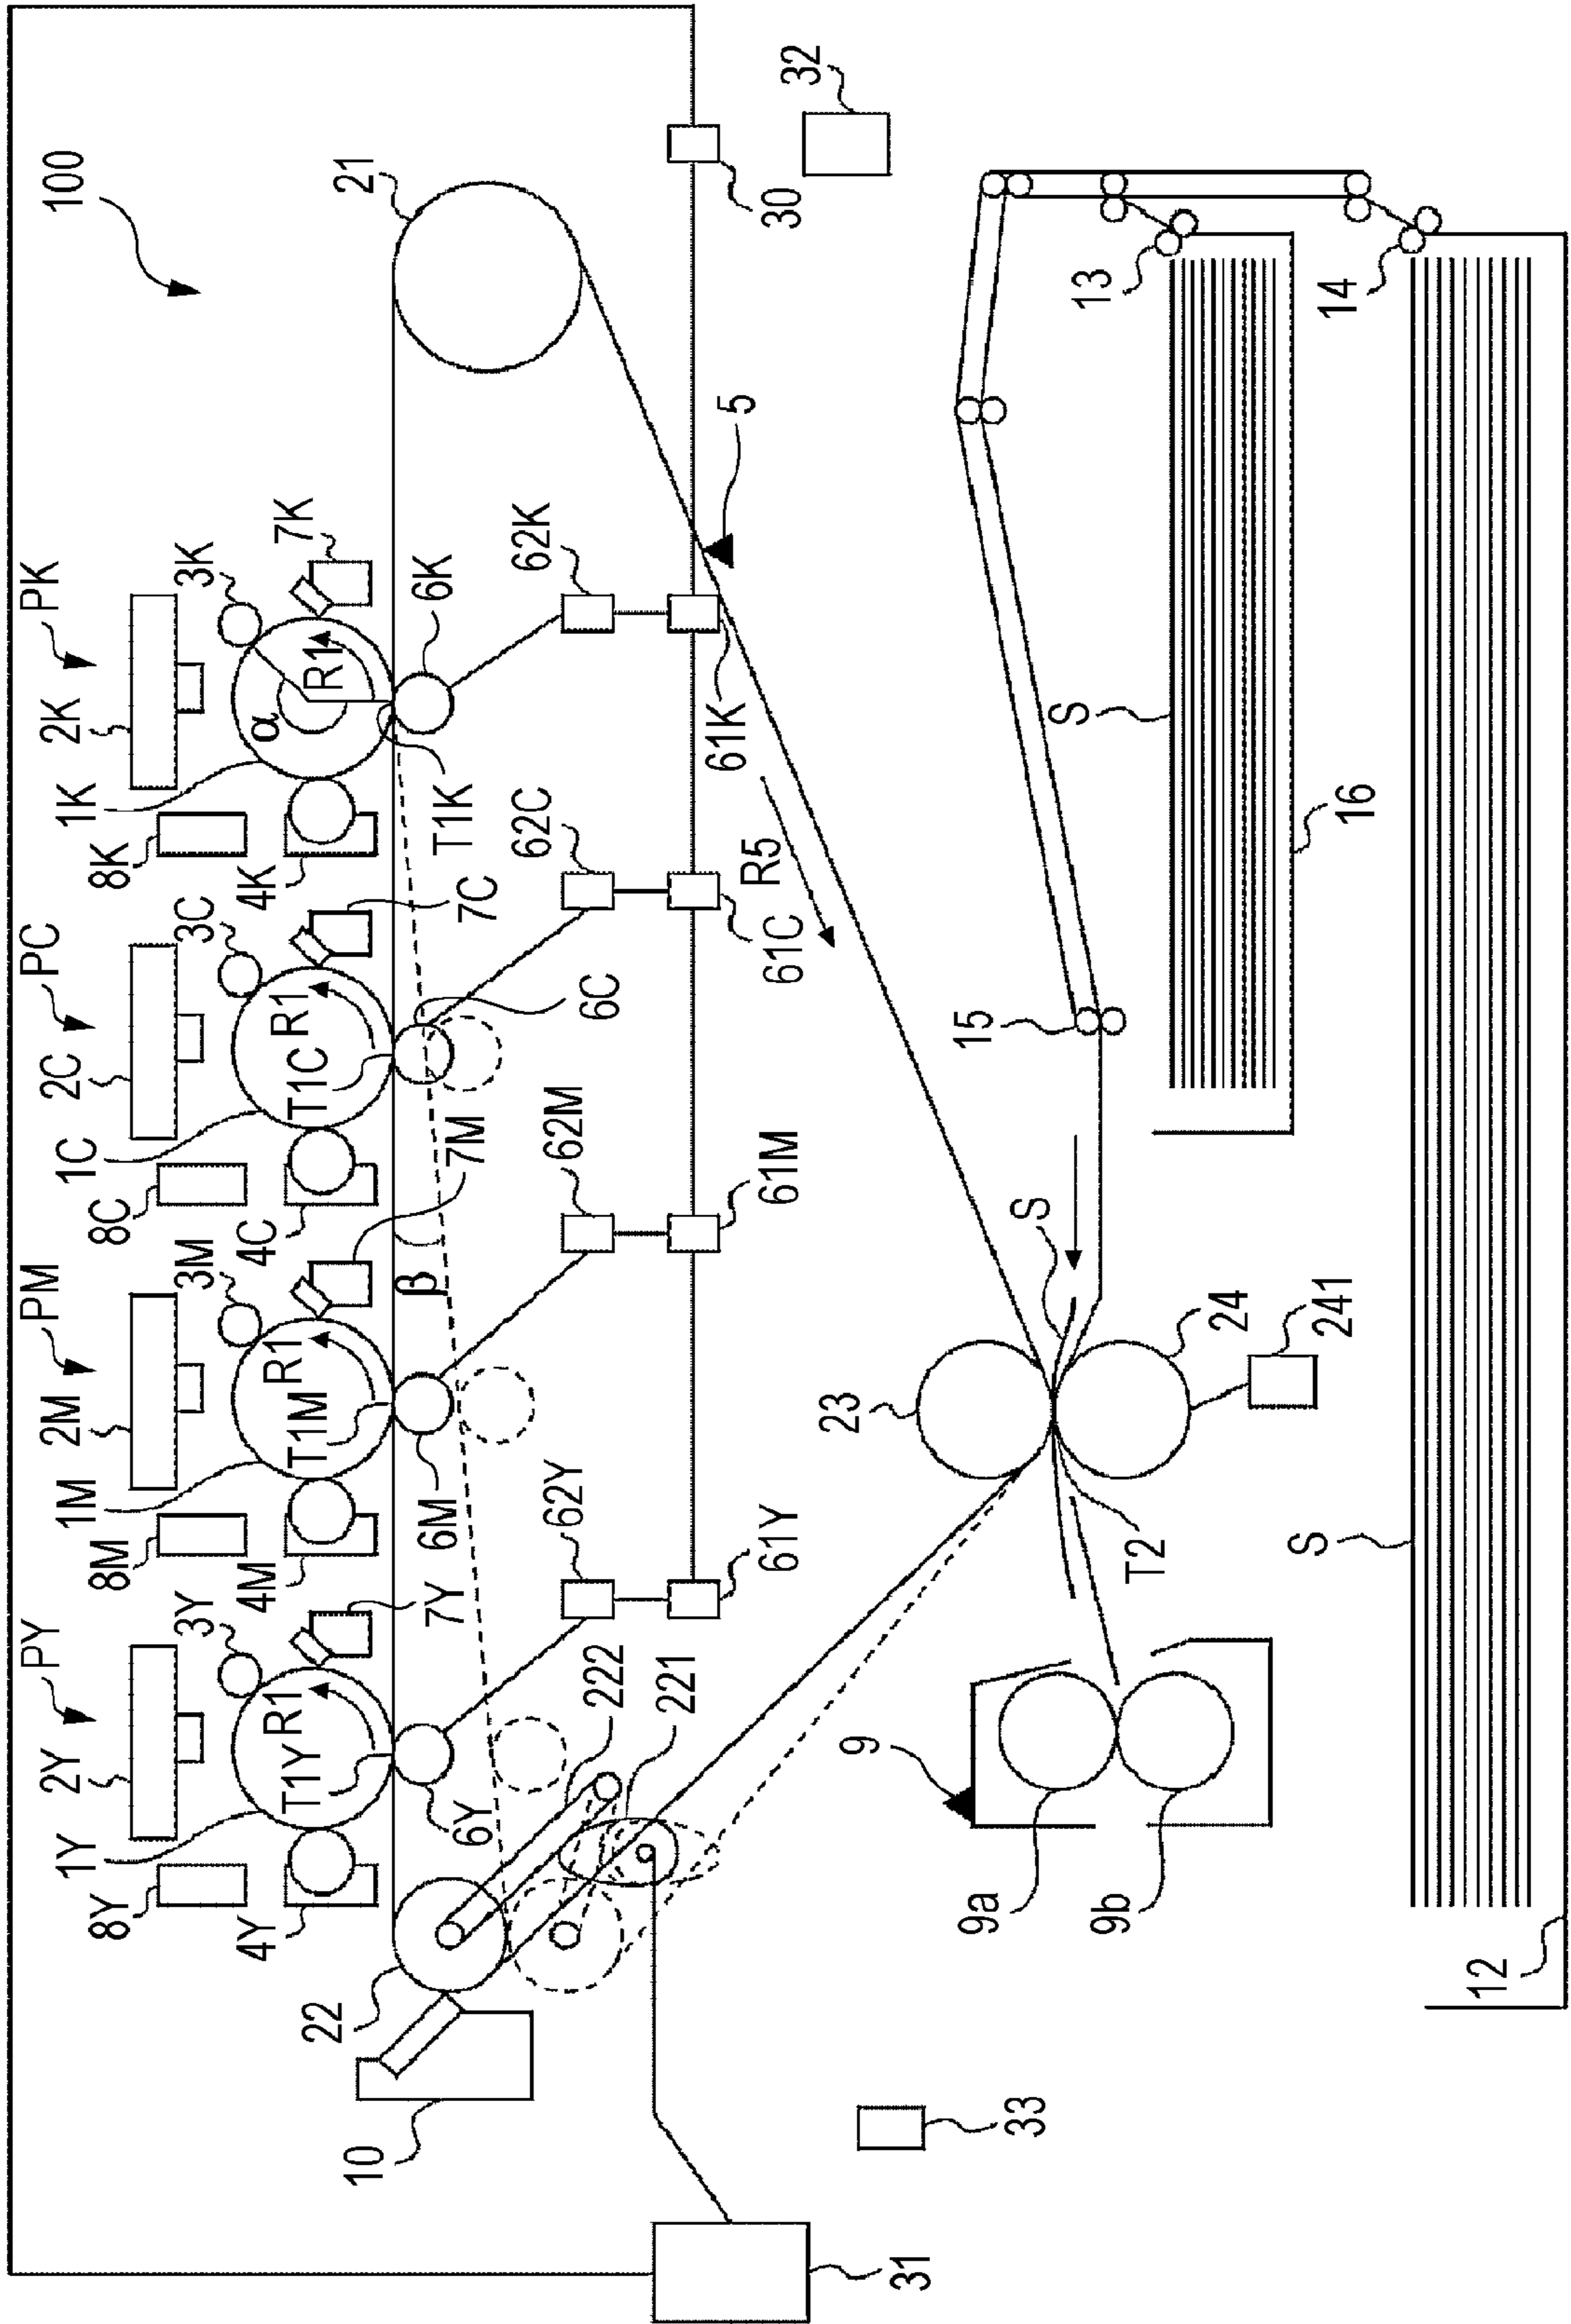 100
PY
PM
PC
PK
2Y
2M
2C
2K
1Y
1M
1C
1K
8Y
8M
8C
8K
3Y
3M
3C
3K
4Y
4M
4C
4K
7Y
7M
7C
7K
R1
R1
R1
R1
T1Y
T1M
T1C
T1K
α
β
21
22
10
6Y
6M
6C
6K
62Y
62M
62C
62K
61Y
61M
61C
61K
222
221
30
32
5
R5
31
33
23
24
241
T2
S
15
9
9a
9b
13
14
S
16
S
12